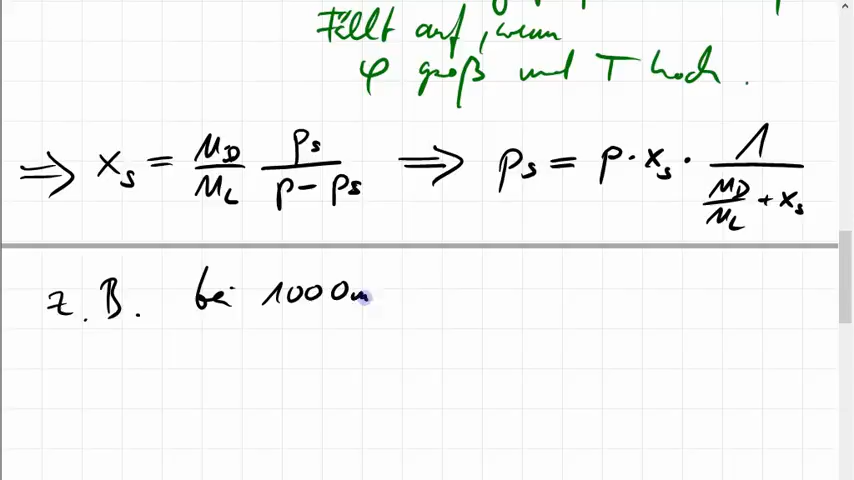 Fällt auf, wenn
φ groß und T hoch.
⇒ x_s = M_D/M_L p_s/(p - p_s) ⇒ p_s = p · x_s · 1/(M_D/M_L + x_s)
z.B. bei 1000m